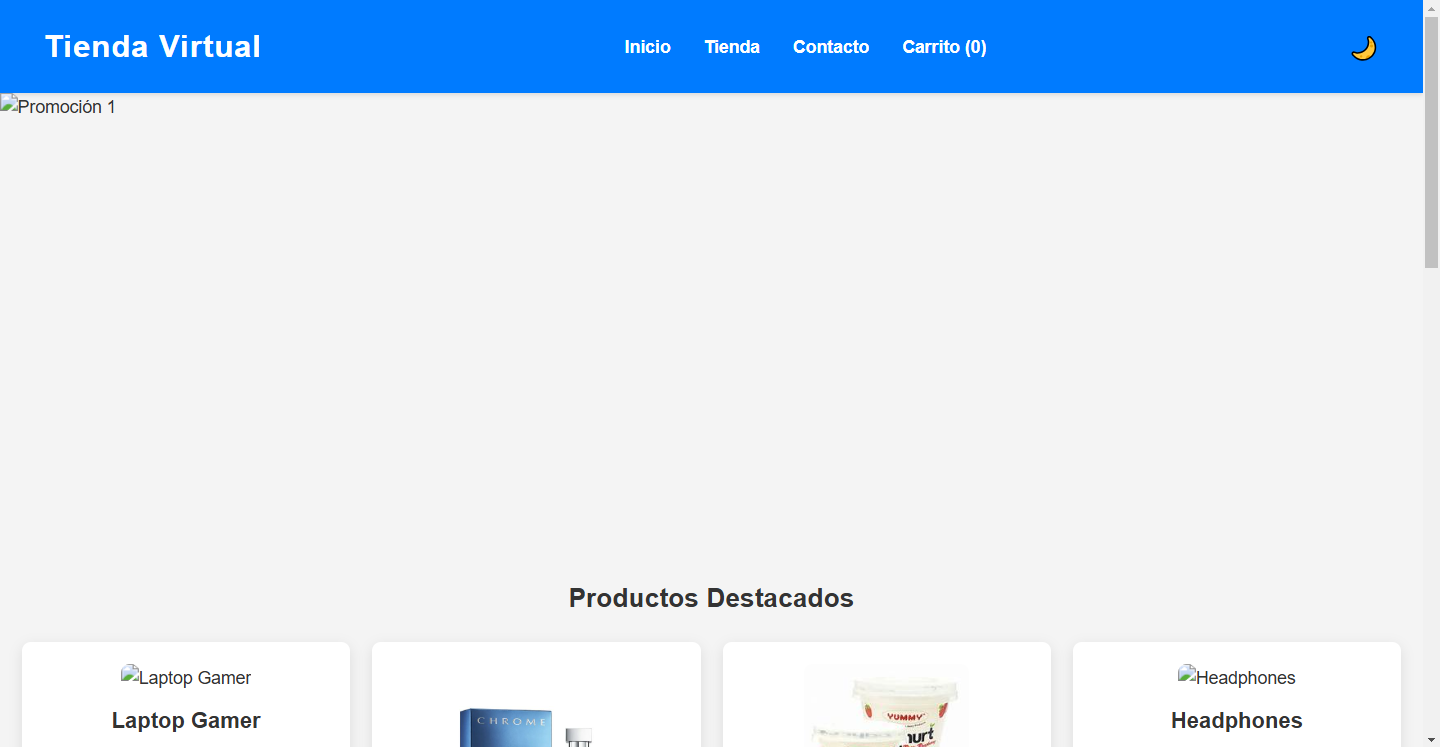 Tienda Virtual
Inicio
Tienda
Contacto
Carrito (0)
Promoción 1
Productos Destacados
Laptop Gamer
Laptop Gamer
CHROME
YUMMY
hurt
Headphones
Headphones